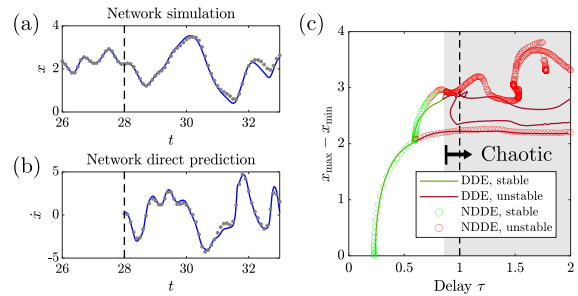 (a)
Network simulation
4
2
0
x
26
28
30
32
t
(b)
Network direct prediction
5
0
-5
ẋ
26
28
30
32
t
(c)
4
3
2
1
0
x_max − x_min
Chaotic
DDE, stable
DDE, unstable
NDDE, stable
NDDE, unstable
0
0.5
1
1.5
2
Delay τ